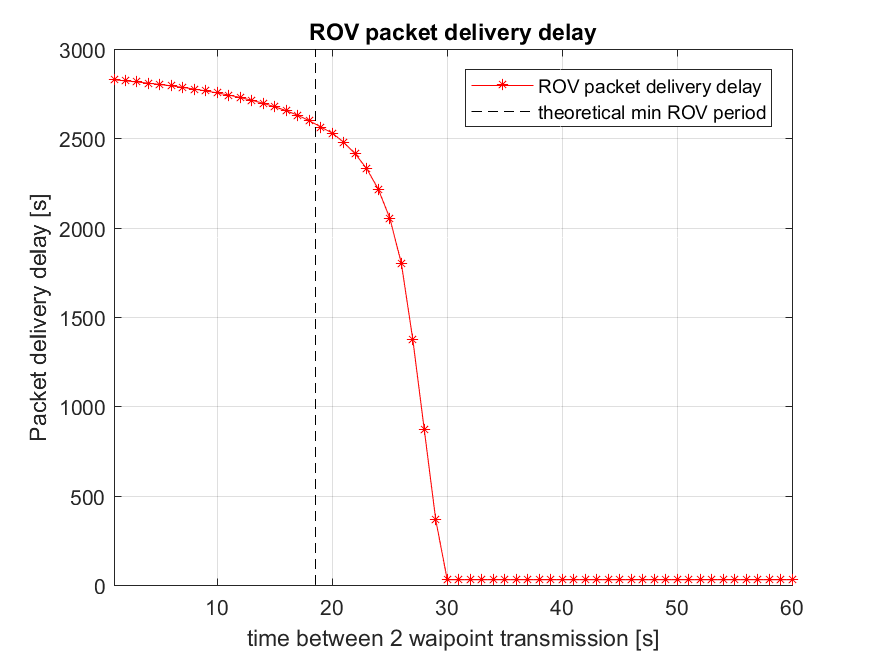 ROV packet delivery delay
3000
2500
2000
1500
1000
500
0
Packet delivery delay [s]
ROV packet delivery delay
theoretical min ROV period
10 20 30 40 50 60
time between 2 waipoint transmission [s]